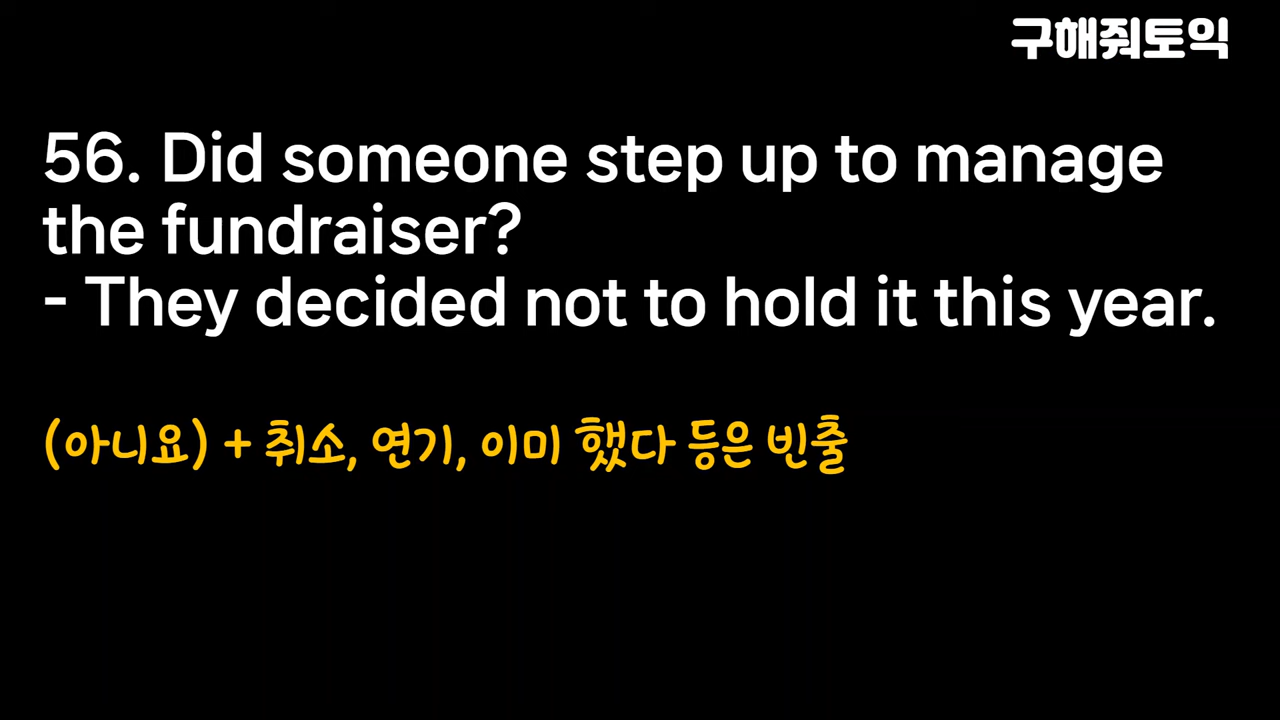 구해줘토익
56. Did someone step up to manage
the fundraiser?
- They decided not to hold it this year.
(아니요) + 취소, 연기, 이미 했다 등은 빈출